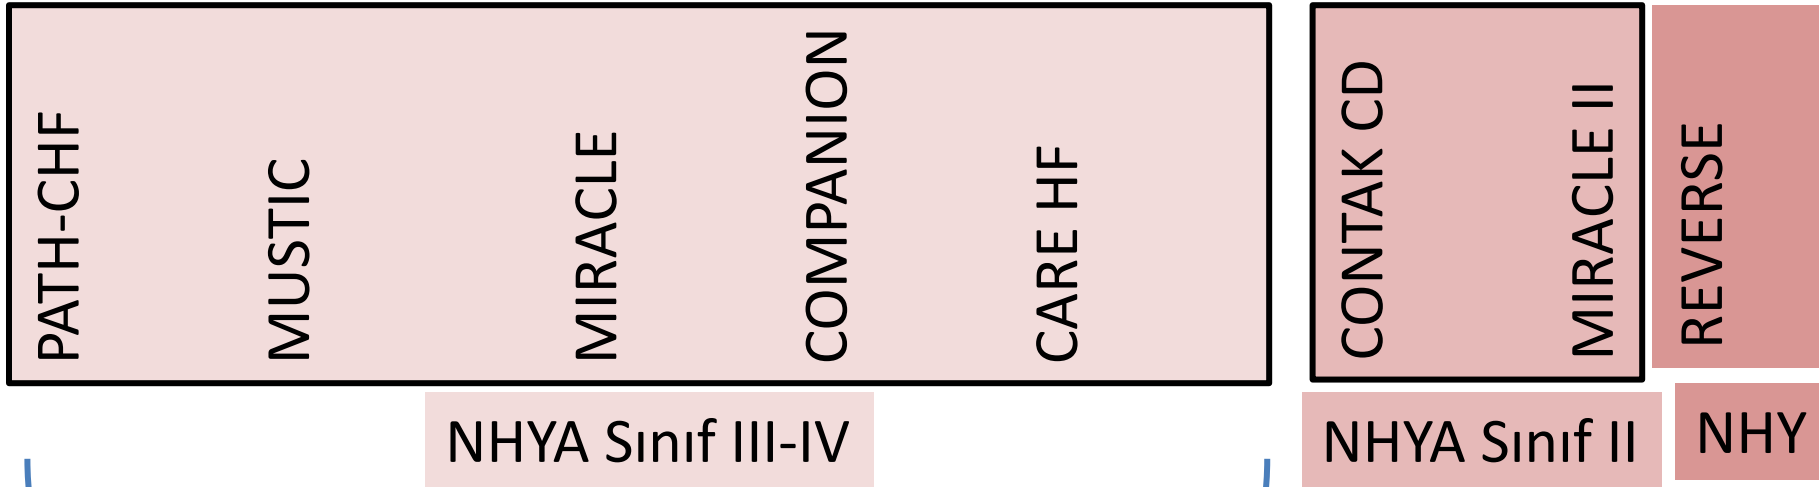 PATH-CHF
MUSTIC
MIRACLE
COMPANION
CARE HF
CONTAK CD
MIRACLE II
REVERSE
NHYA Sınıf III-IV
NHYA Sınıf II
NHY